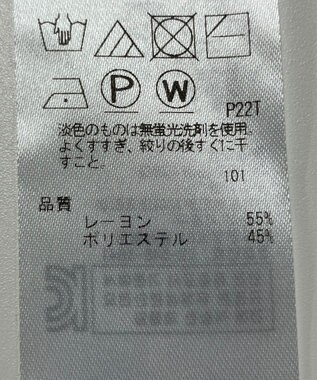 P W
P22T
淡色のものは無蛍光洗剤を使用。
よくすすぎ、絞りの後すぐに干
すこと。
101
品質
レーヨン 55%
ポリエステル 45%